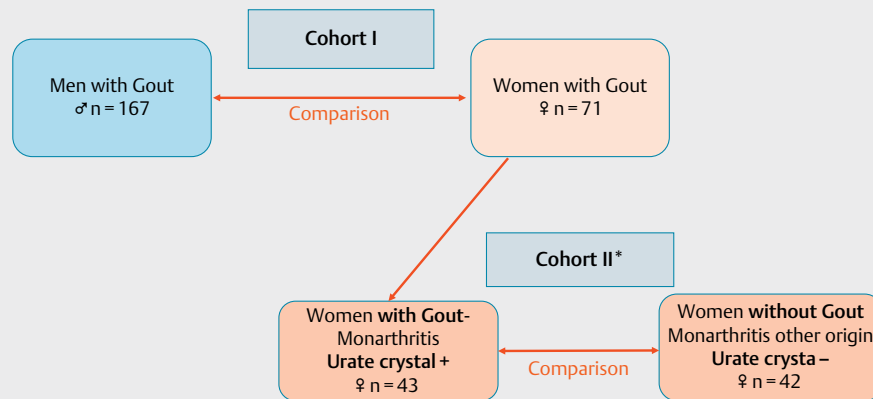 Cohort I
Men with Gout
♂ n = 167
Comparison
Women with Gout
♀ n = 71
Cohort II*
Women with Gout-
Monarthritis
Urate crystal +
♀ n = 43
Comparison
Women without Gout
Monarthritis other origin
Urate crysta –
♀ n = 42